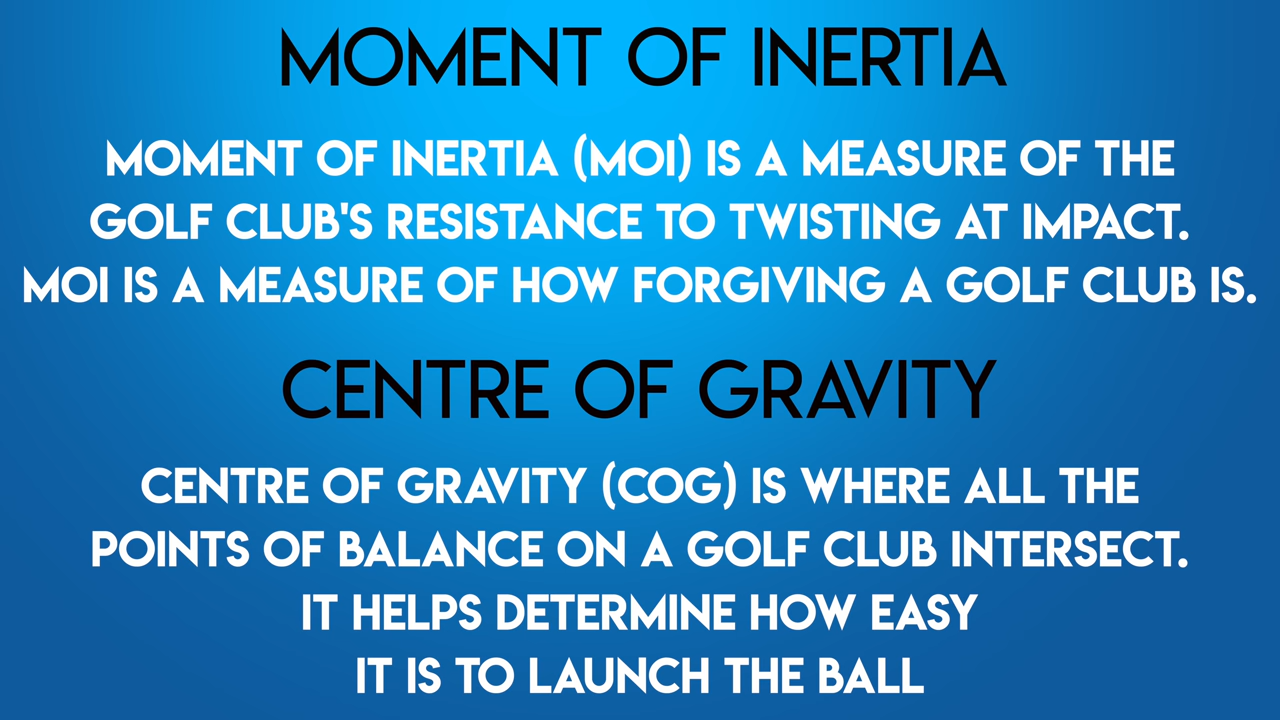 MOMENT OF INERTIA
MOMENT OF INERTIA (MOI) IS A MEASURE OF THE
GOLF CLUB'S RESISTANCE TO TWISTING AT IMPACT.
MOI IS A MEASURE OF HOW FORGIVING A GOLF CLUB IS.
CENTRE OF GRAVITY
CENTRE OF GRAVITY (COG) IS WHERE ALL THE
POINTS OF BALANCE ON A GOLF CLUB INTERSECT.
IT HELPS DETERMINE HOW EASY
IT IS TO LAUNCH THE BALL